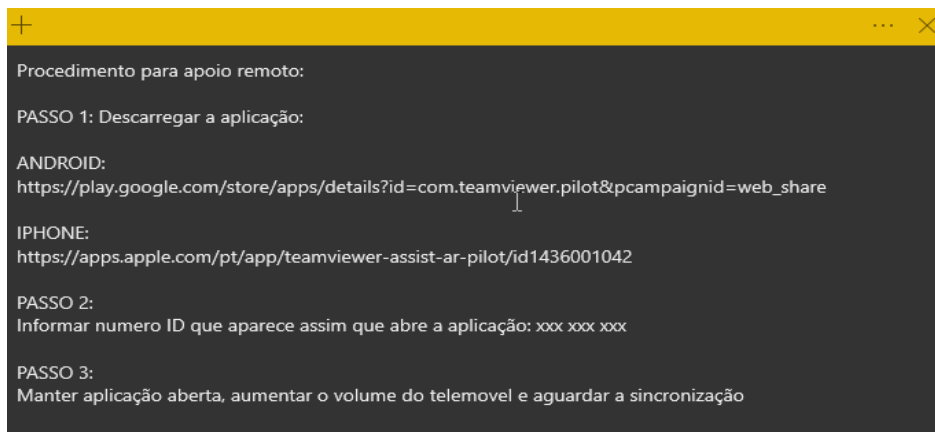 Procedimento para apoio remoto:
PASSO 1: Descarregar a aplicação:
ANDROID:
https://play.google.com/store/apps/details?id=com.teamviewer.pilot&pcampaignid=web_share
IPHONE:
https://apps.apple.com/pt/app/teamviewer-assist-ar-pilot/id1436001042
PASSO 2:
Informar numero ID que aparece assim que abre a aplicação: xxx xxx xxx
PASSO 3:
Manter aplicação aberta, aumentar o volume do telemovel e aguardar a sincronização